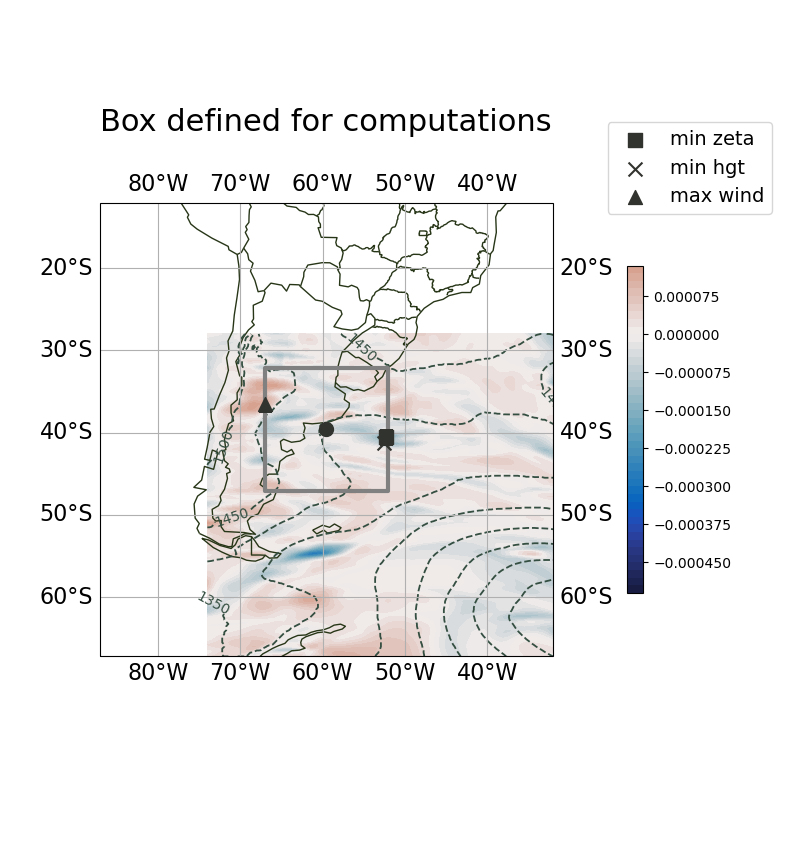 Box defined for computations
min zeta
min hgt
max wind
80°W 70°W 60°W 50°W 40°W
20°S 20°S
30°S 30°S
40°S 40°S
50°S 50°S
60°S 60°S
80°W 70°W 60°W 50°W 40°W
1450
1450
1350
0.000075
0.000000
−0.000075
−0.000150
−0.000225
−0.000300
−0.000375
−0.000450